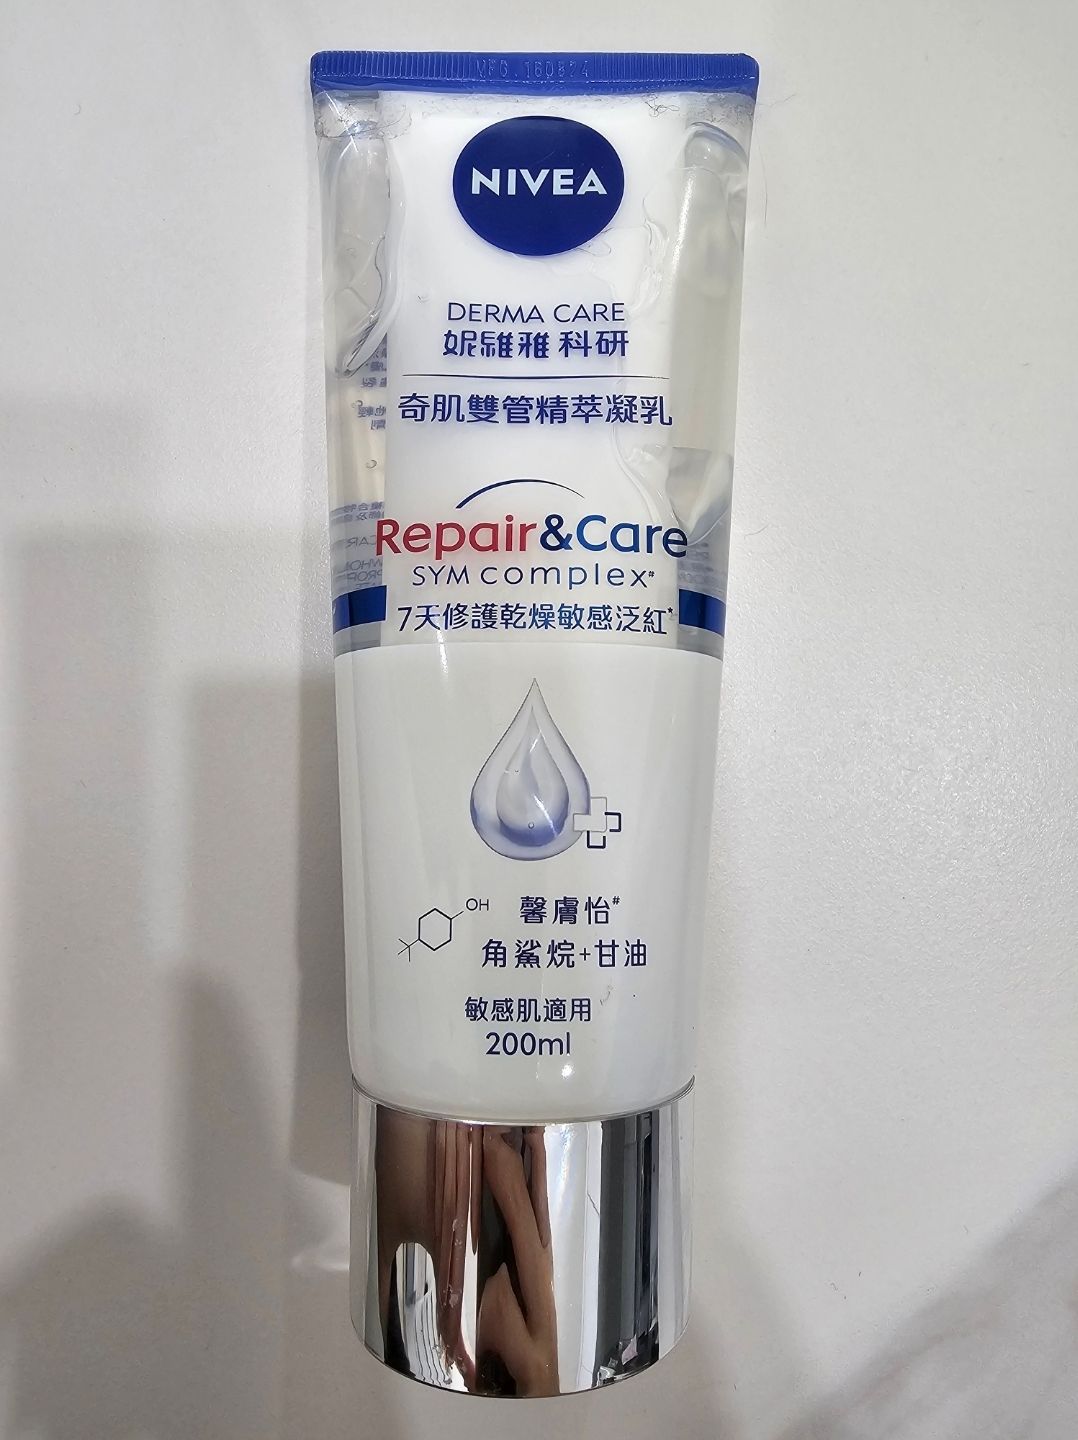 MFG.160824
NIVEA
DERMA CARE
妮維雅科研
奇肌雙管精萃凝乳
Repair&Care
SYM complex#
7天修護乾燥敏感泛紅*
OH
馨膚怡#
角鯊烷+甘油
敏感肌適用
200ml